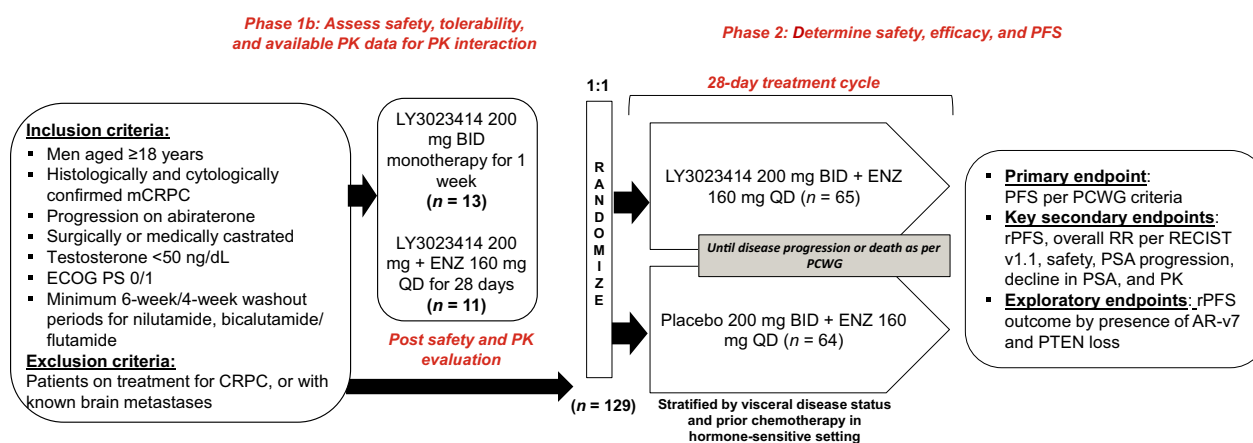 Phase 1b: Assess safety, tolerability,
and available PK data for PK interaction
Phase 2: Determine safety, efficacy, and PFS
Inclusion criteria:
▪ Men aged ≥18 years
▪ Histologically and cytologically
confirmed mCRPC
▪ Progression on abiraterone
▪ Surgically or medically castrated
▪ Testosterone <50 ng/dL
▪ ECOG PS 0/1
▪ Minimum 6-week/4-week washout
periods for nilutamide, bicalutamide/
flutamide
Exclusion criteria:
Patients on treatment for CRPC, or with
known brain metastases
LY3023414 200
mg BID
monotherapy for 1
week
(n = 13)
LY3023414 200
mg + ENZ 160 mg
QD for 28 days
(n = 11)
Post safety and PK
evaluation
1:1
RANDOMIZE
(n = 129)
28-day treatment cycle
LY3023414 200 mg BID + ENZ
160 mg QD (n = 65)
Until disease progression or death as per
PCWG
Placebo 200 mg BID + ENZ 160
mg QD (n = 64)
Stratified by visceral disease status
and prior chemotherapy in
hormone-sensitive setting
• Primary endpoint:
PFS per PCWG criteria
• Key secondary endpoints:
rPFS, overall RR per RECIST
v1.1, safety, PSA progression,
decline in PSA, and PK
• Exploratory endpoints: rPFS
outcome by presence of AR-v7
and PTEN loss